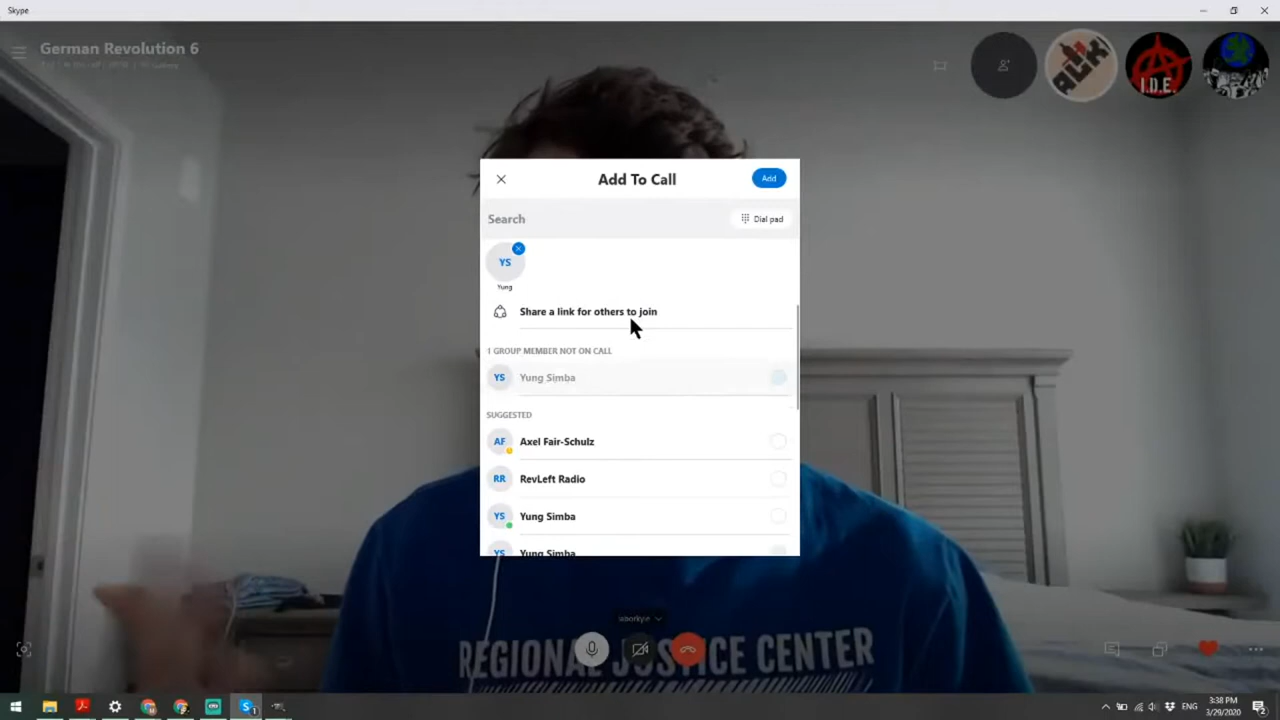 Skype
German Revolution 6
I.D.E.
Add To Call
Add
Search
Dial pad
YS
Yung
Share a link for others to join
1 GROUP MEMBER NOT ON CALL
YS Yung Simba
SUGGESTED
AF Axel Fair-Schulz
RR RevLeft Radio
YS Yung Simba
YS Yung Simba
REGIONAL JUSTICE CENTER
ENG
3:38 PM
3/29/2020